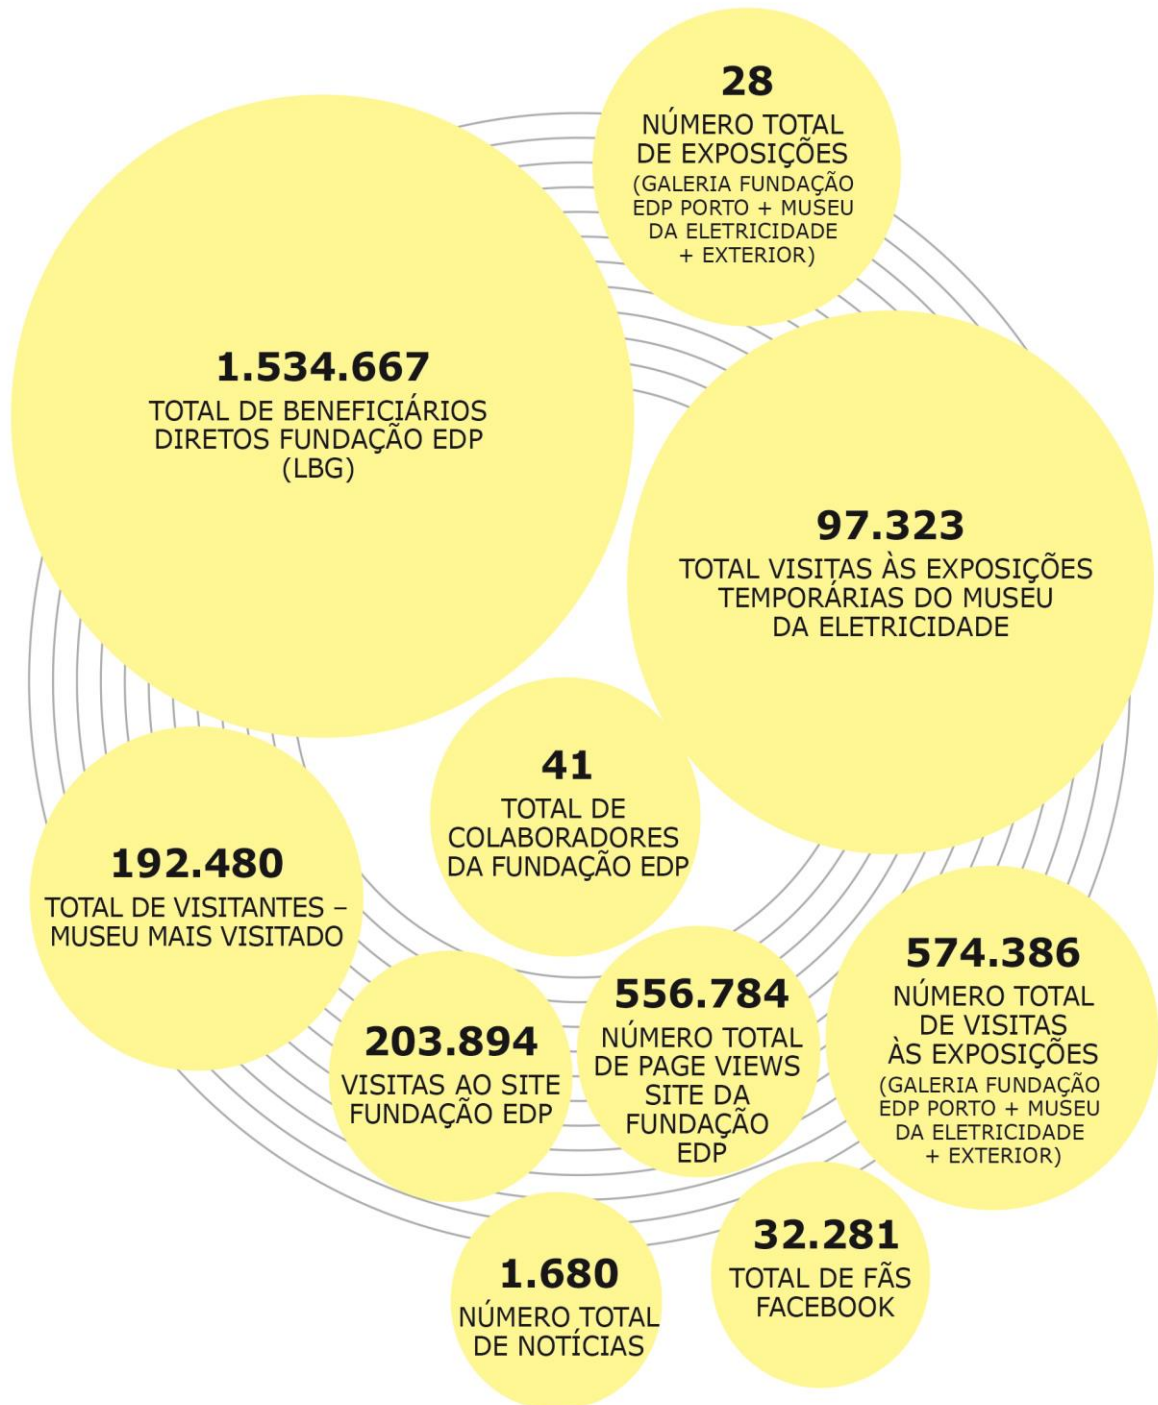 28
NÚMERO TOTAL
DE EXPOSIÇÕES
(GALERIA FUNDAÇÃO
EDP PORTO + MUSEU
DA ELETRICIDADE
+ EXTERIOR)
1.534.667
TOTAL DE BENEFICIÁRIOS
DIRETOS FUNDAÇÃO EDP
(LBG)
97.323
TOTAL VISITAS ÀS EXPOSIÇÕES
TEMPORÁRIAS DO MUSEU
DA ELETRICIDADE
41
TOTAL DE
COLABORADORES
DA FUNDAÇÃO EDP
192.480
TOTAL DE VISITANTES –
MUSEU MAIS VISITADO
203.894
VISITAS AO SITE
FUNDAÇÃO EDP
556.784
NÚMERO TOTAL
DE PAGE VIEWS
SITE DA
FUNDAÇÃO
EDP
574.386
NÚMERO TOTAL
DE VISITAS
ÀS EXPOSIÇÕES
(GALERIA FUNDAÇÃO
EDP PORTO + MUSEU
DA ELETRICIDADE
+ EXTERIOR)
1.680
NÚMERO TOTAL
DE NOTÍCIAS
32.281
TOTAL DE FÃS
FACEBOOK